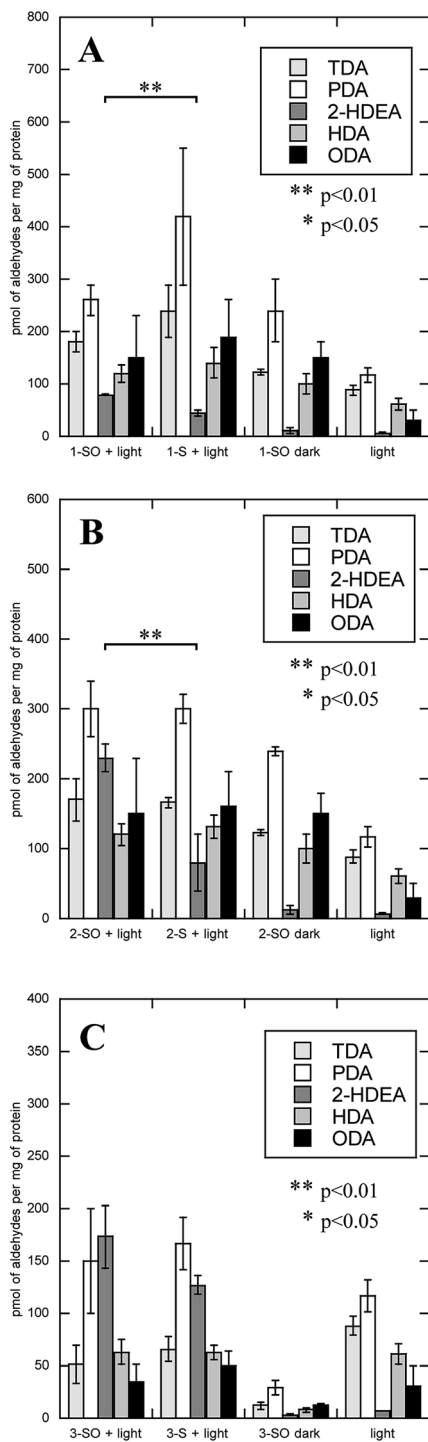 800
700
600
500
400
300
200
100
0
pmol of aldehydes per mg of protein
A
**
TDA
PDA
2-HDEA
HDA
ODA
** p<0.01
* p<0.05
1-SO + light 1-S + light 1-SO dark light
600
500
400
300
200
100
0
pmol of aldehydes per mg of protein
B
**
TDA
PDA
2-HDEA
HDA
ODA
** p<0.01
* p<0.05
2-SO + light 2-S + light 2-SO dark light
400
350
300
250
200
150
100
50
0
pmol of aldehydes per mg of protein
C
TDA
PDA
2-HDEA
HDA
ODA
** p<0.01
* p<0.05
3-SO + light 3-S + light 3-SO dark light